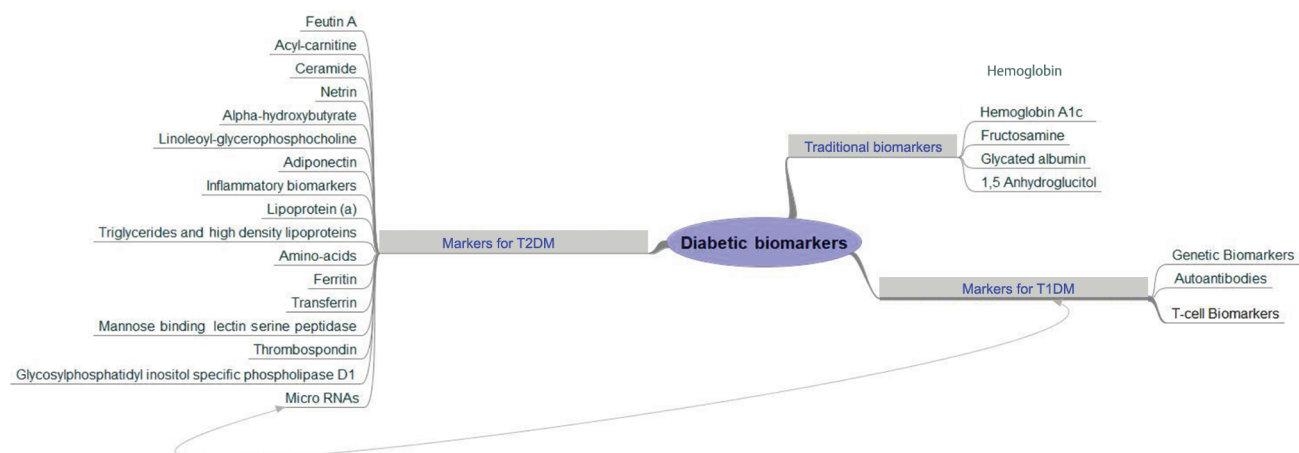 Feutin A
Acyl-carnitine
Ceramide
Netrin
Alpha-hydroxybutyrate
Linoleoyl-glycerophosphocholine
Adiponectin
Inflammatory biomarkers
Lipoprotein (a)
Triglycerides and high density lipoproteins
Amino-acids
Ferritin
Transferrin
Mannose binding lectin serine peptidase
Thrombospondin
Glycosylphosphatidyl inositol specific phospholipase D1
Micro RNAs
Markers for T2DM
Diabetic biomarkers
Hemoglobin
Traditional biomarkers
Hemoglobin A1c
Fructosamine
Glycated albumin
1,5 Anhydroglucitol
Markers for T1DM
Genetic Biomarkers
Autoantibodies
T-cell Biomarkers